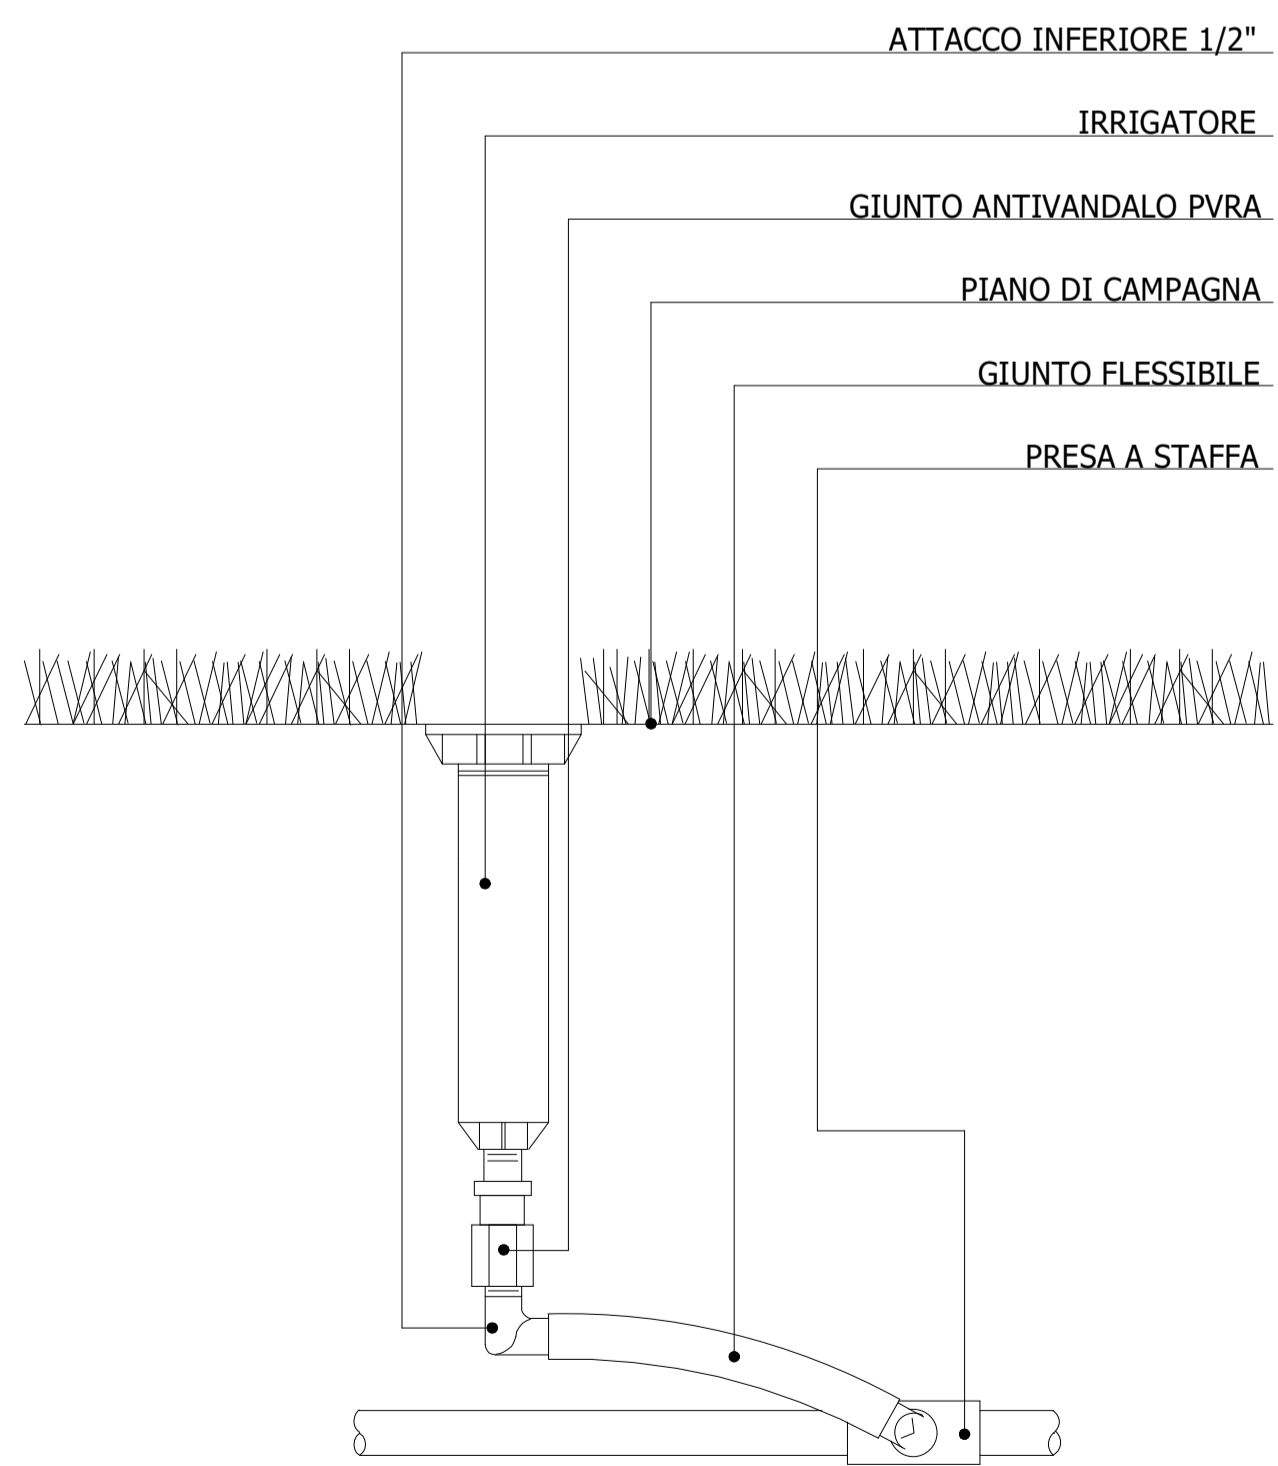 ATTACCO INFERIORE 1/2"
IRRIGATORE
GIUNTO ANTIVANDALO PVRA
PIANO DI CAMPAGNA
GIUNTO FLESSIBILE
PRESA A STAFFA